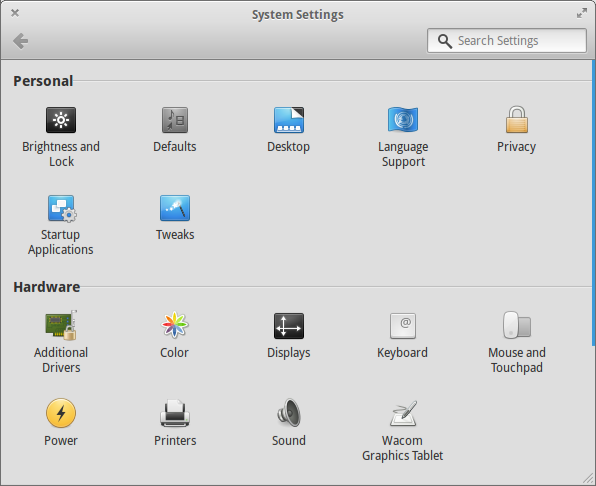 System Settings
Search Settings
Personal
Brightness and
Lock
Defaults
Desktop
Language
Support
Privacy
Startup
Applications
Tweaks
Hardware
Additional
Drivers
Color
Displays
Keyboard
Mouse and
Touchpad
Power
Printers
Sound
Wacom
Graphics Tablet